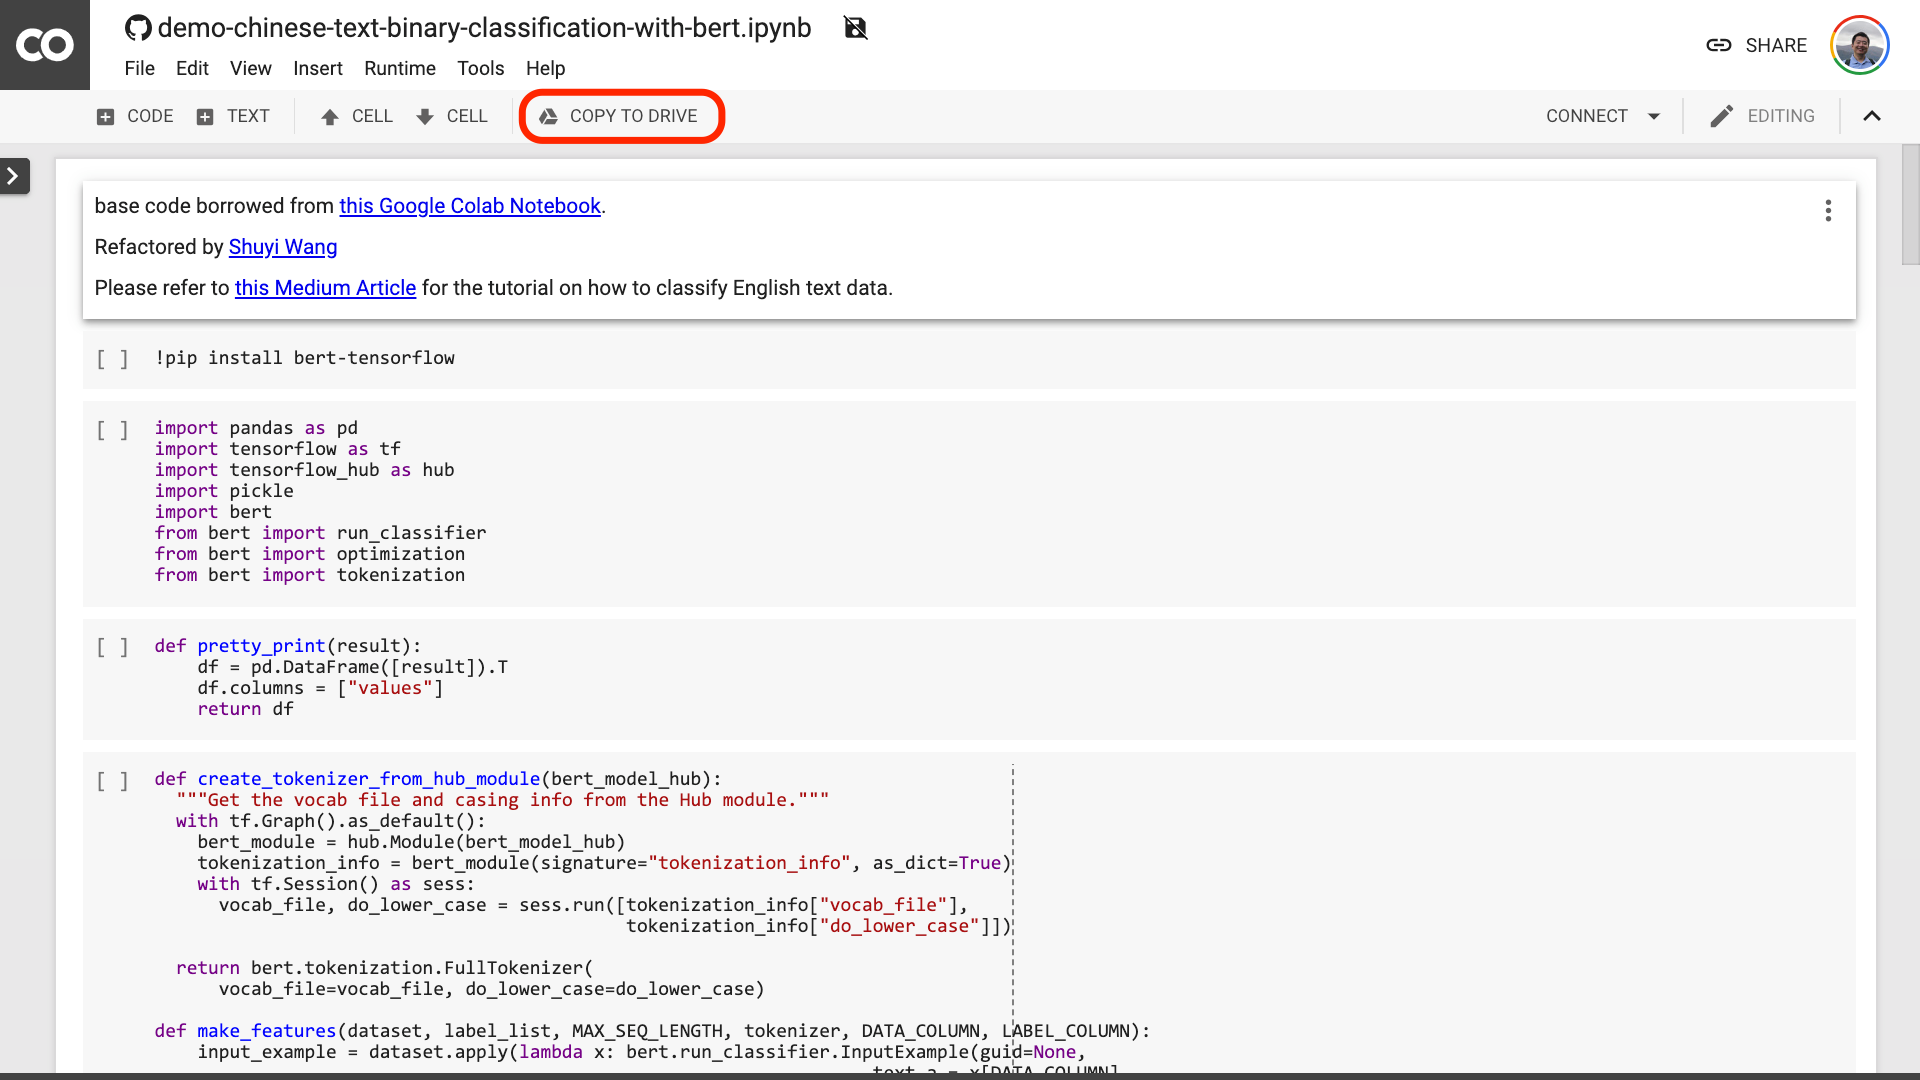 CO
demo-chinese-text-binary-classification-with-bert.ipynb
File Edit View Insert Runtime Tools Help
SHARE
CODE TEXT CELL CELL COPY TO DRIVE CONNECT EDITING
base code borrowed from this Google Colab Notebook.
Refactored by Shuyi Wang
Please refer to this Medium Article for the tutorial on how to classify English text data.
[ ] !pip install bert-tensorflow
[ ] import pandas as pd
import tensorflow as tf
import tensorflow_hub as hub
import pickle
import bert
from bert import run_classifier
from bert import optimization
from bert import tokenization
[ ] def pretty_print(result):
    df = pd.DataFrame([result]).T
    df.columns = ["values"]
    return df
[ ] def create_tokenizer_from_hub_module(bert_model_hub):
  """Get the vocab file and casing info from the Hub module."""
  with tf.Graph().as_default():
    bert_module = hub.Module(bert_model_hub)
    tokenization_info = bert_module(signature="tokenization_info", as_dict=True)
    with tf.Session() as sess:
      vocab_file, do_lower_case = sess.run([tokenization_info["vocab_file"],
                                            tokenization_info["do_lower_case"]])
  return bert.tokenization.FullTokenizer(
      vocab_file=vocab_file, do_lower_case=do_lower_case)
def make_features(dataset, label_list, MAX_SEQ_LENGTH, tokenizer, DATA_COLUMN, LABEL_COLUMN):
    input_example = dataset.apply(lambda x: bert.run_classifier.InputExample(guid=None,
                                                                   text_a = x[DATA_COLUMN],